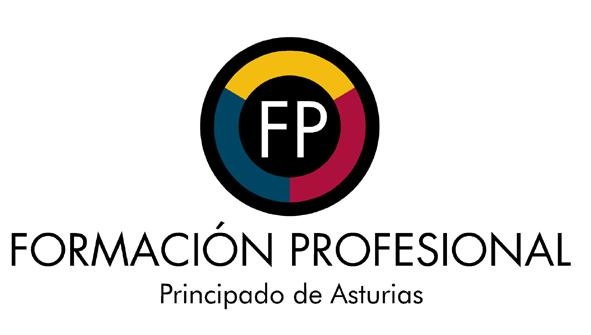 FP
FORMACIÓN PROFESIONAL
Principado de Asturias